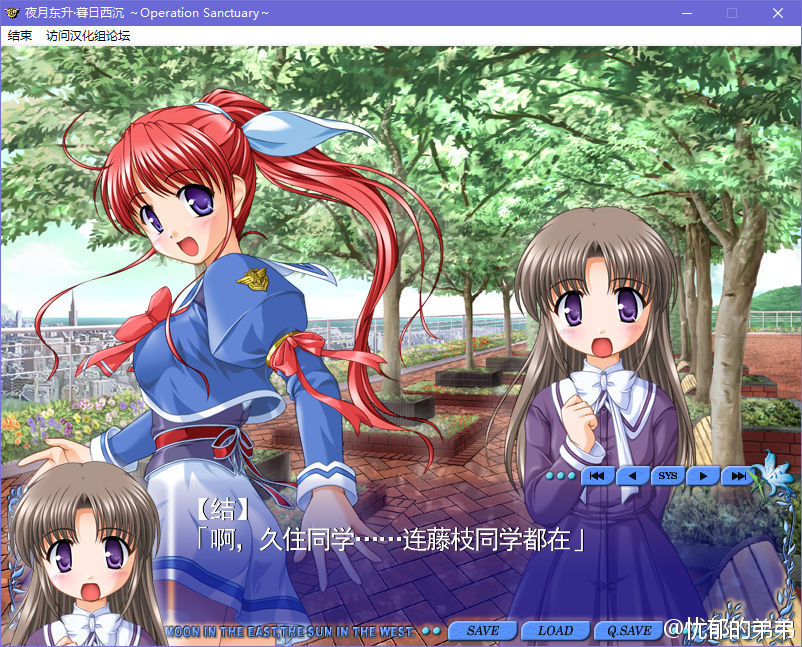 夜月东升·暮日西沉 ~Operation Sanctuary~
结束 访问汉化组论坛
SYS
【结】
「啊，久住同学……连藤枝同学都在」
MOON IN THE EAST,THE SUN IN THE WEST.
SAVE LOAD Q.SAVE
@忧郁的弟弟